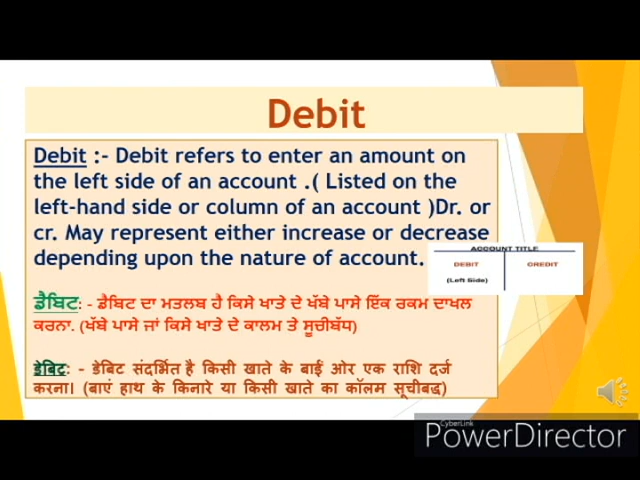 Debit
Debit :- Debit refers to enter an amount on
the left side of an account .( Listed on the
left-hand side or column of an account )Dr. or
cr. May represent either increase or decrease
depending upon the nature of account.
ACCOUNT TITLE
DEBIT CREDIT
(Left Side)
ਡੈਬਿਟ: - ਡੈਬਿਟ ਦਾ ਮਤਲਬ ਹੈ ਕਿਸੇ ਖਾਤੇ ਦੇ ਖੱਬੇ ਪਾਸੇ ਇੱਕ ਰਕਮ ਦਾਖਲ
ਕਰਨਾ. (ਖੱਬੇ ਪਾਸੇ ਜਾਂ ਕਿਸੇ ਖਾਤੇ ਦੇ ਕਾਲਮ ਤੇ ਸੂਚੀਬੱਧ)
डेबिट: - डेबिट संदर्भित है किसी खाते के बाईं ओर एक राशि दर्ज
करना। (बाएं हाथ के किनारे या किसी खाते का कॉलम सूचीबद्ध)
CyberLink
PowerDirector